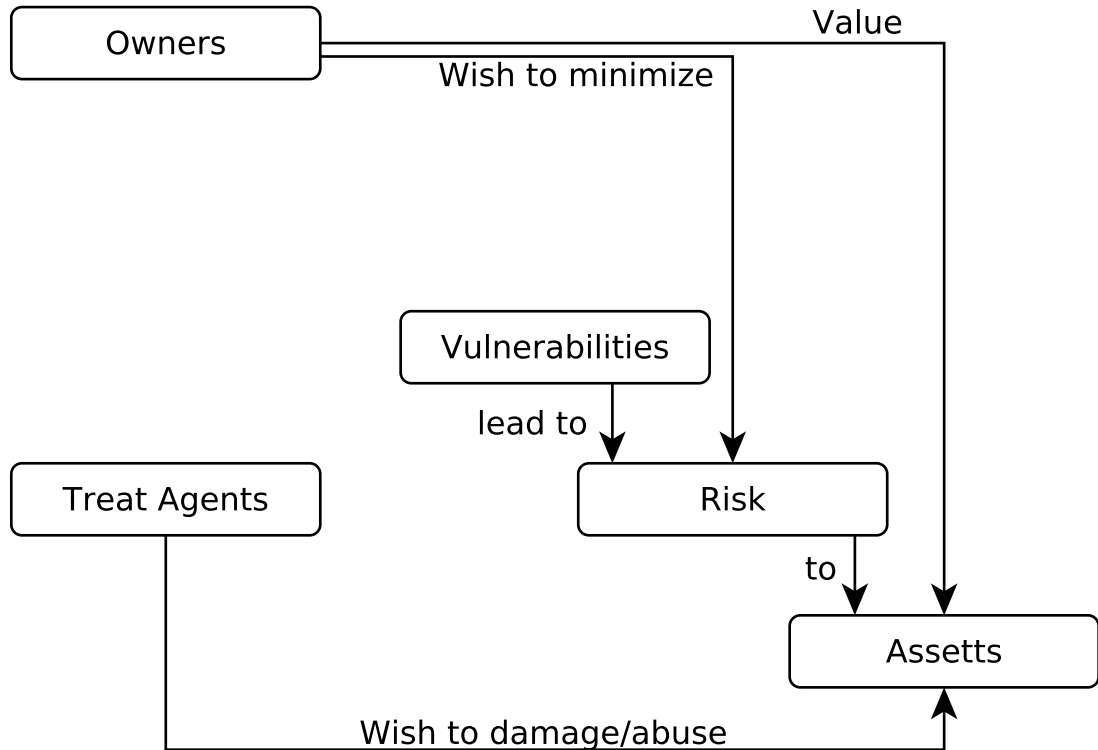 Owners
Value
Wish to minimize
Vulnerabilities
lead to
Treat Agents
Risk
to
Assetts
Wish to damage/abuse